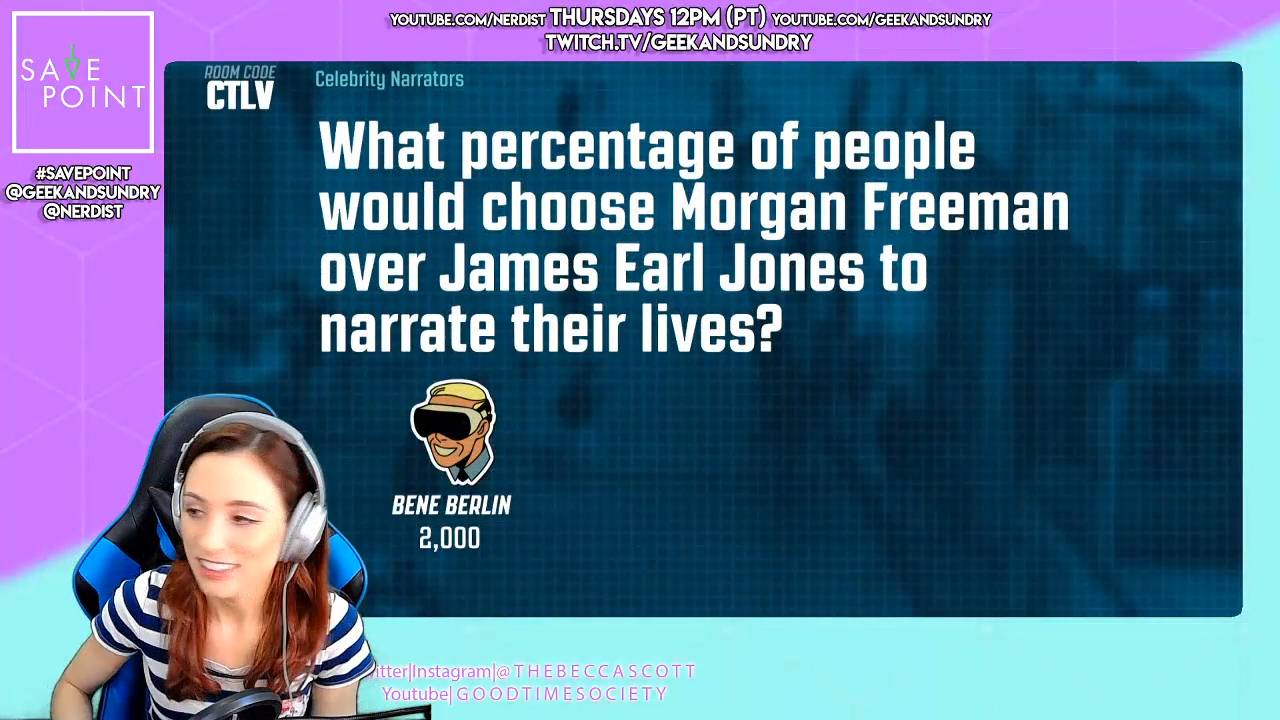 YOUTUBE.COM/NERDIST THURSDAYS 12PM (PT) YOUTUBE.COM/GEEKANDSUNDRY
TWITCH.TV/GEEKANDSUNDRY
SAVE
POINT
#SAVEPOINT
@GEEKANDSUNDRY
@NERDIST
ROOM CODE
CTLV
Celebrity Narrators
What percentage of people
would choose Morgan Freeman
over James Earl Jones to
narrate their lives?
BENE BERLIN
2,000
itter|Instagram|@THEBECCASCOTT
Youtube|GOODTIMESOCIETY